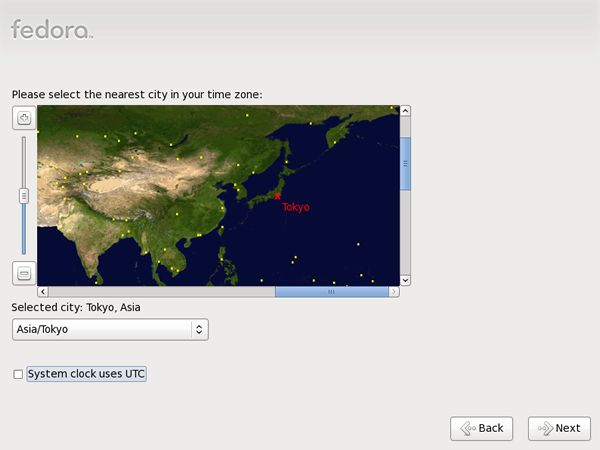 fedora
Please select the nearest city in your time zone:
Tokyo
Selected city: Tokyo, Asia
Asia/Tokyo
System clock uses UTC
Back
Next